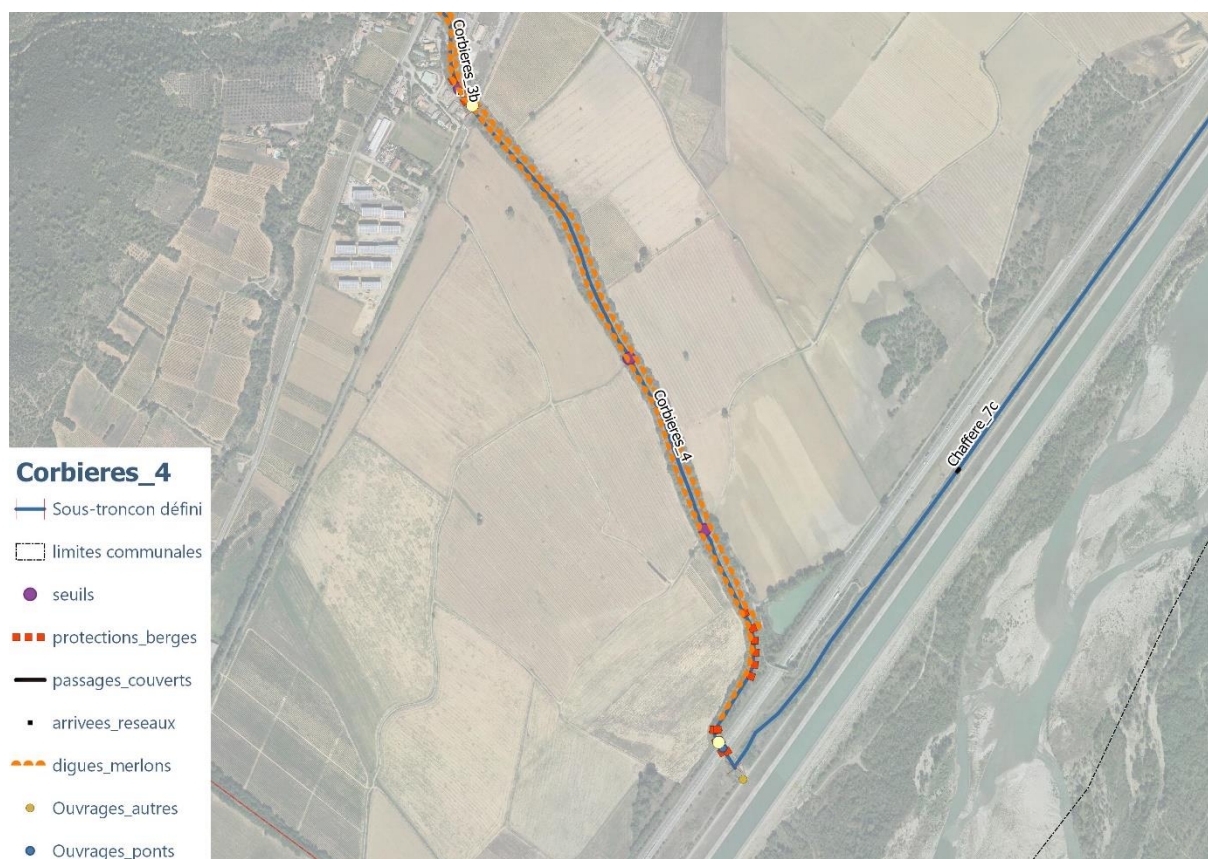 Corbieres_3b
Corbieres_4
Chaffere_7c
Corbieres_4
Sous-troncon défini
limites communales
seuils
protections_berges
passages_couverts
arrivees_reseaux
digues_merlons
Ouvrages_autres
Ouvrages_ponts